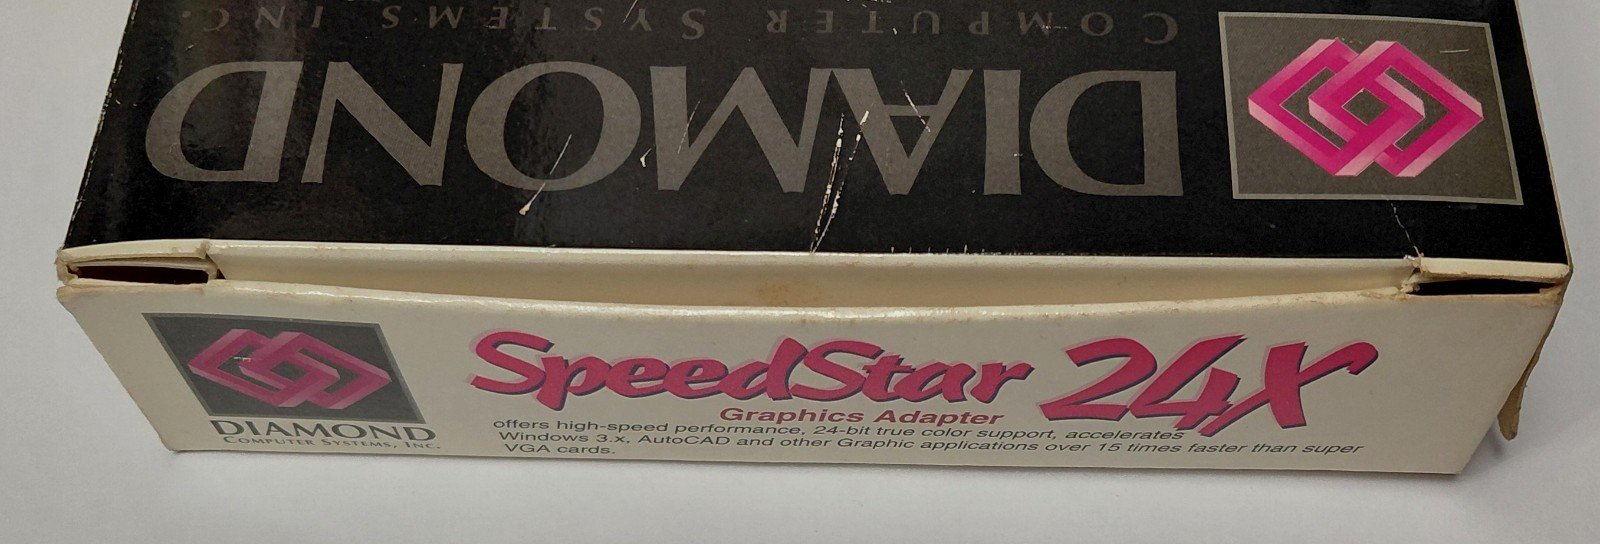 COMPUTER SYSTEMS INC.
DIAMOND
DIAMOND
COMPUTER SYSTEMS, INC.
SpeedStar 24X
Graphics Adapter
offers high-speed performance, 24-bit true color support, accelerates
Windows 3.x, AutoCAD and other Graphic applications over 15 times faster than super
VGA cards.